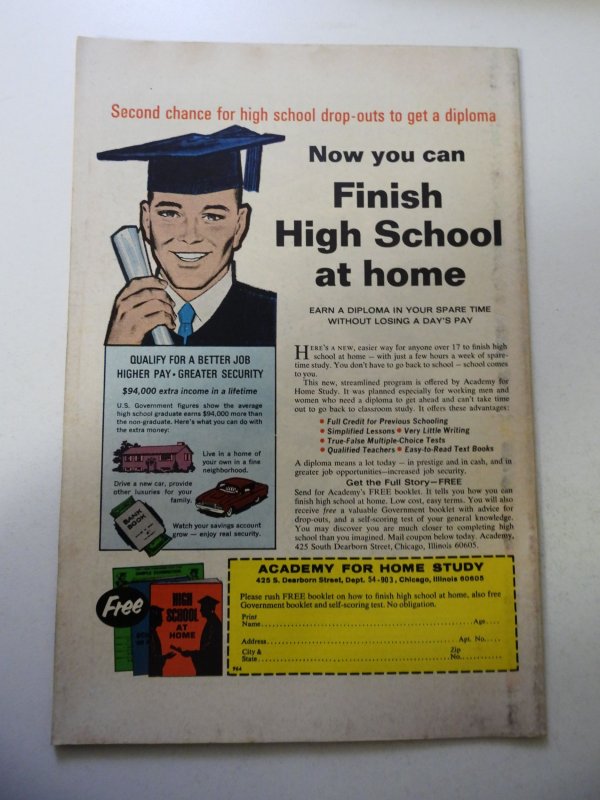 Second chance for high school drop-outs to get a diploma
Now you can
Finish
High School
at home
EARN A DIPLOMA IN YOUR SPARE TIME
WITHOUT LOSING A DAY'S PAY
QUALIFY FOR A BETTER JOB
HIGHER PAY • GREATER SECURITY
$94,000 extra income in a lifetime
U.S. Government figures show the average
high school graduate earns $94,000 more than
the non-graduate. Here's what you can do with
the extra money:
Live in a home of
your own in a fine
neighborhood.
Drive a new car, provide
other luxuries for your
family.
BANK
BOOK
Watch your savings account
grow — enjoy real security.
HERE'S A NEW, easier way for anyone over 17 to finish high
school at home — with just a few hours a week of spare-
time study. You don't have to go back to school — school comes
to you.
This new, streamlined program is offered by Academy for
Home Study. It was planned especially for working men and
women who need a diploma to get ahead and can't take time
out to go back to classroom study. It offers these advantages:
• Full Credit for Previous Schooling
• Simplified Lessons • Very Little Writing
• True-False Multiple-Choice Tests
• Qualified Teachers • Easy-to-Read Text Books
A diploma means a lot today — in prestige and in cash, and in
greater job opportunities—increased job security.
Get the Full Story—FREE
Send for Academy's FREE booklet. It tells you how you can
finish high school at home. Low cost, easy terms. You will also
receive free a valuable Government booklet with advice for
drop-outs, and a self-scoring test of your general knowledge.
You may discover you are much closer to completing high
school than you imagined. Mail coupon below today. Academy,
425 South Dearborn Street, Chicago, Illinois 60605.
Free
HIGH
SCHOOL
AT
HOME
ACADEMY FOR HOME STUDY
425 S. Dearborn Street, Dept. 54-903, Chicago, Illinois 60605
Please rush FREE booklet on how to finish high school at home, also free
Government booklet and self-scoring test. No obligation.
Print
Name Age
Address Apt. No.
City & Zip
State No.